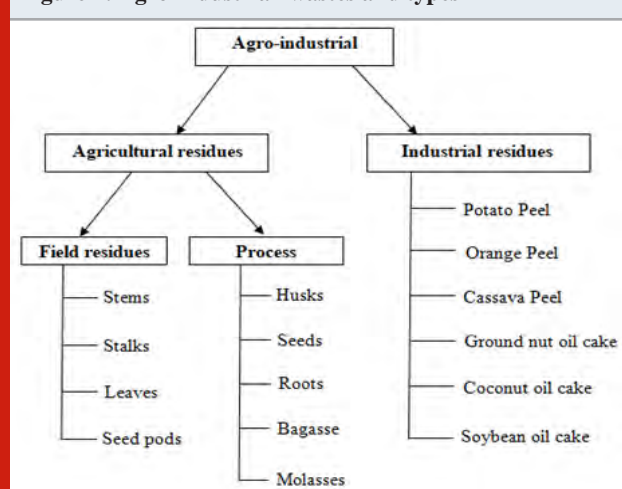 Agro-industrial
Agricultural residues
Industrial residues
Field residues
Process
Stems
Stalks
Leaves
Seed pods
Husks
Seeds
Roots
Bagasse
Molasses
Potato Peel
Orange Peel
Cassava Peel
Ground nut oil cake
Coconut oil cake
Soybean oil cake